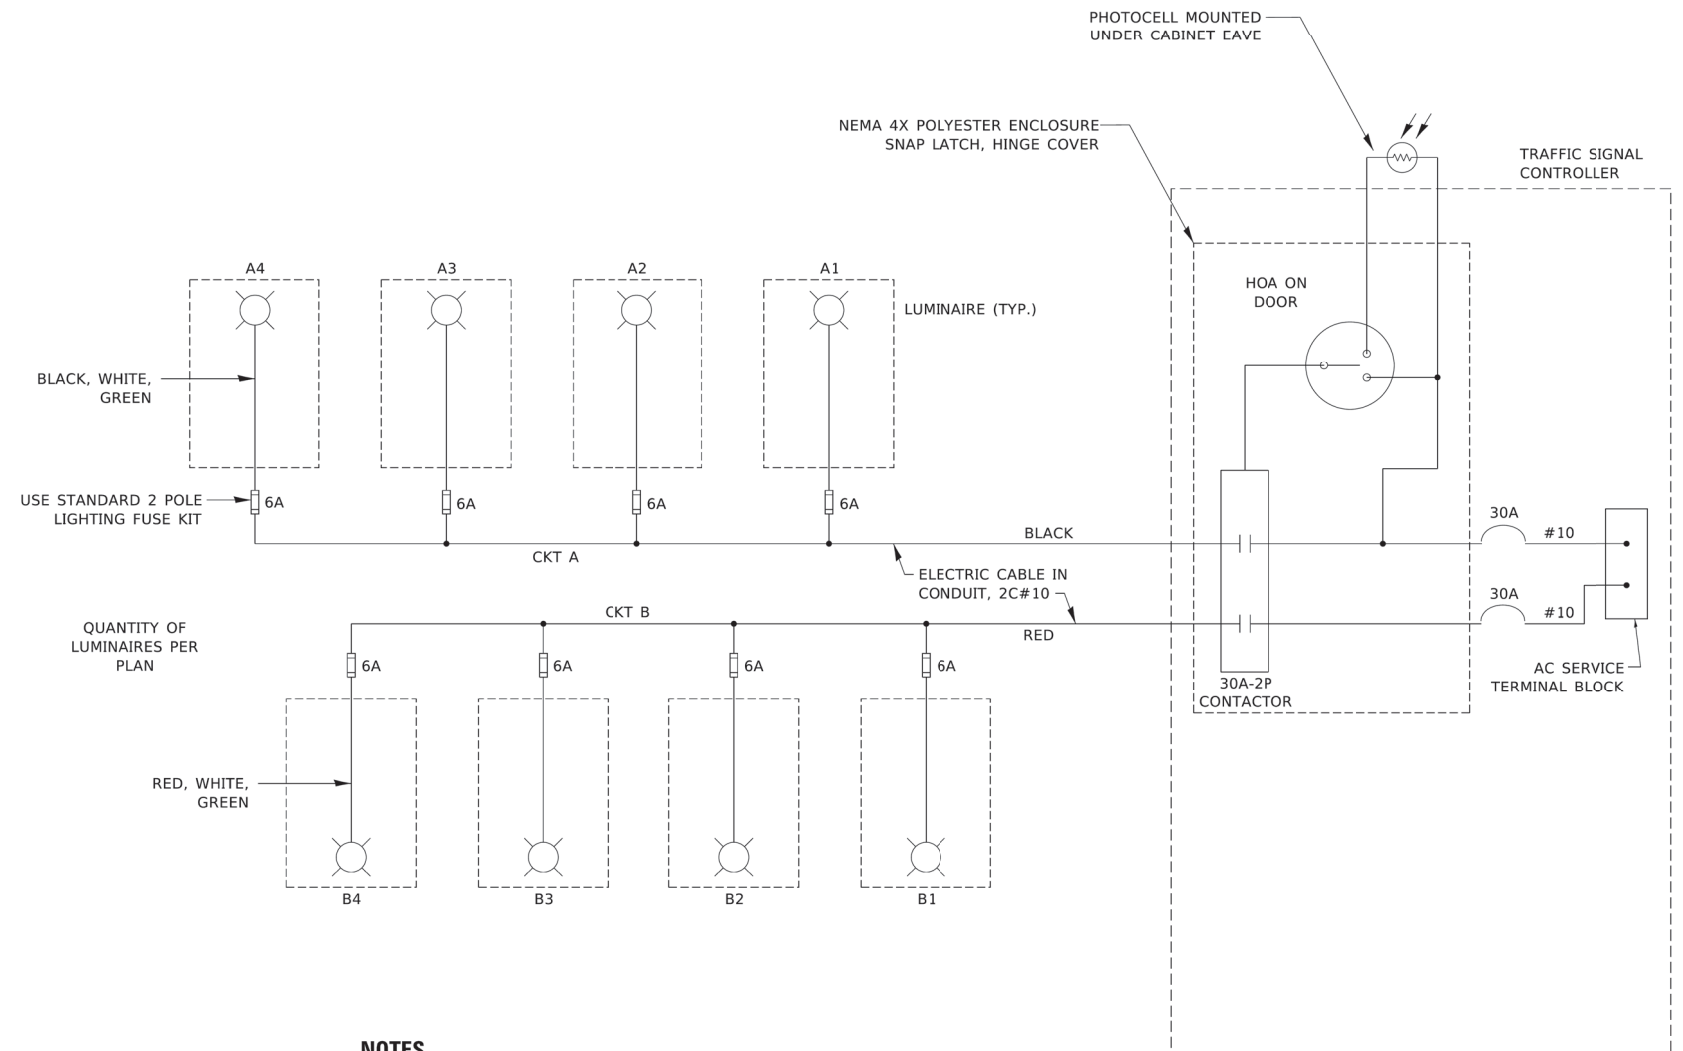 PHOTOCELL MOUNTED
UNDER CABINET EAVE
NEMA 4X POLYESTER ENCLOSURE
SNAP LATCH, HINGE COVER
TRAFFIC SIGNAL
CONTROLLER
A4
A3
A2
A1
LUMINAIRE (TYP.)
HOA ON
DOOR
BLACK, WHITE,
GREEN
USE STANDARD 2 POLE
LIGHTING FUSE KIT
6A
6A
6A
6A
CKT A
BLACK
30A
#10
ELECTRIC CABLE IN
CONDUIT, 2C#10
CKT B
RED
30A
#10
QUANTITY OF
LUMINAIRES PER
PLAN
6A
6A
6A
6A
30A-2P
CONTACTOR
AC SERVICE
TERMINAL BLOCK
RED, WHITE,
GREEN
B4
B3
B2
B1
NOTES